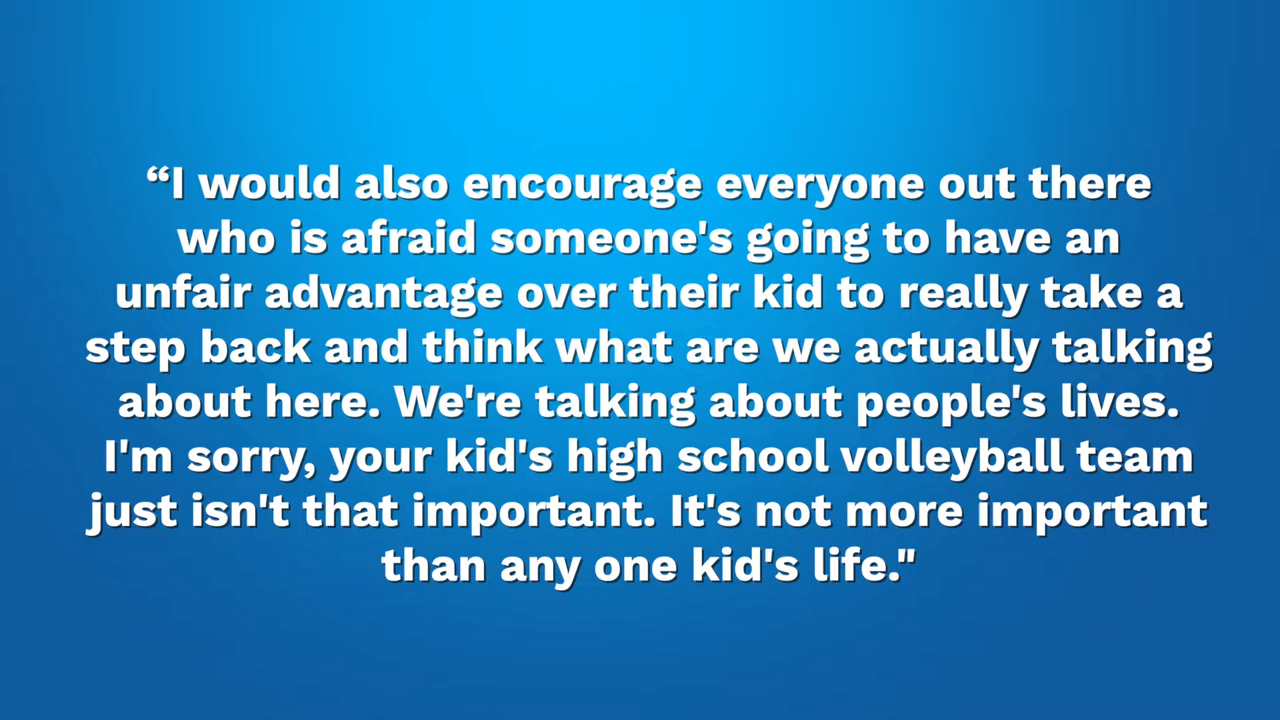 “I would also encourage everyone out there
who is afraid someone's going to have an
unfair advantage over their kid to really take a
step back and think what are we actually talking
about here. We're talking about people's lives.
I'm sorry, your kid's high school volleyball team
just isn't that important. It's not more important
than any one kid's life."